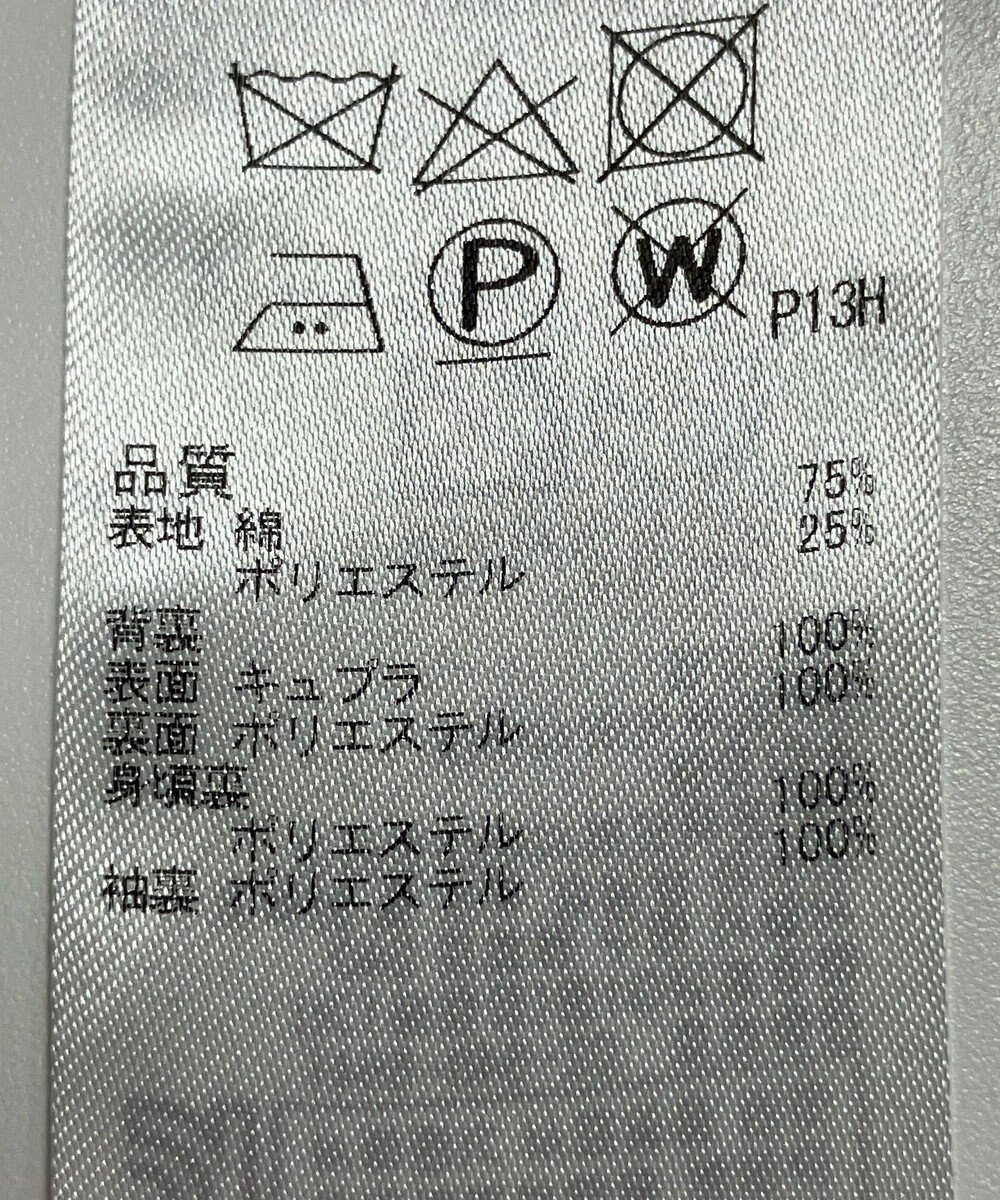 P
W
P13H
品質
表地 綿 75%
ポリエステル 25%
背裏
表面 キュプラ 100%
裏面 ポリエステル 100%
身頃裏
ポリエステル 100%
袖裏 ポリエステル 100%